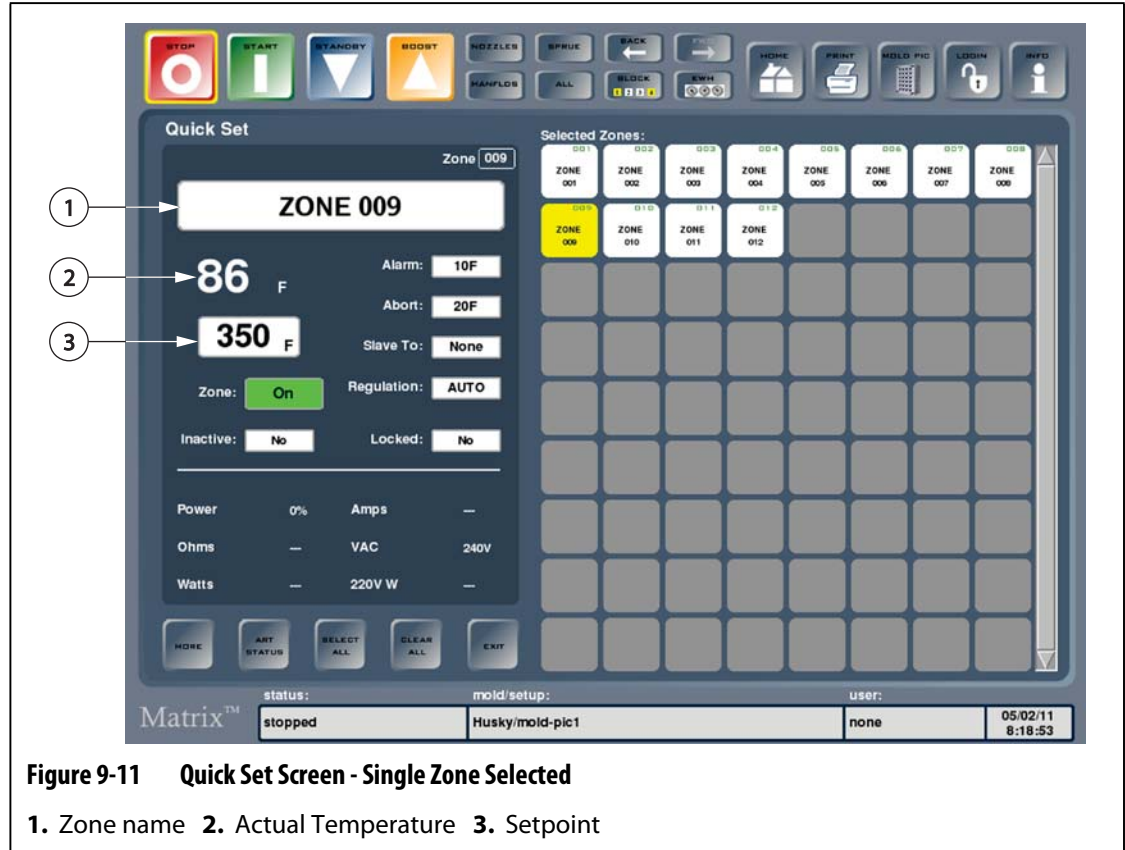 STOP START STANDBY BOOST NOZZLES SPRUE BACK HOME PRINT MOLD PIC LOGIN INFO
MANFLDS ALL BLOCK EWH
1 2 3 4
Quick Set
Selected Zones:
Zone 009
001 002 003 004 005 006 007 008
ZONE 001 ZONE 002 ZONE 003 ZONE 004 ZONE 005 ZONE 006 ZONE 007 ZONE 008
009 010 011 012
ZONE 009 ZONE 010 ZONE 011 ZONE 012
1 ZONE 009
2 86 F
Alarm: 10F
Abort: 20F
3 350 F
Slave To: None
Zone: On Regulation: AUTO
Inactive: No Locked: No
Power 0% Amps —
Ohms — VAC 240V
Watts — 220V W —
MORE ART STATUS SELECT ALL CLEAR ALL EXIT
status: mold/setup: user:
Matrix™ stopped Husky/mold-pic1 none 05/02/11
8:18:53
Figure 9-11 Quick Set Screen - Single Zone Selected
1. Zone name 2. Actual Temperature 3. Setpoint